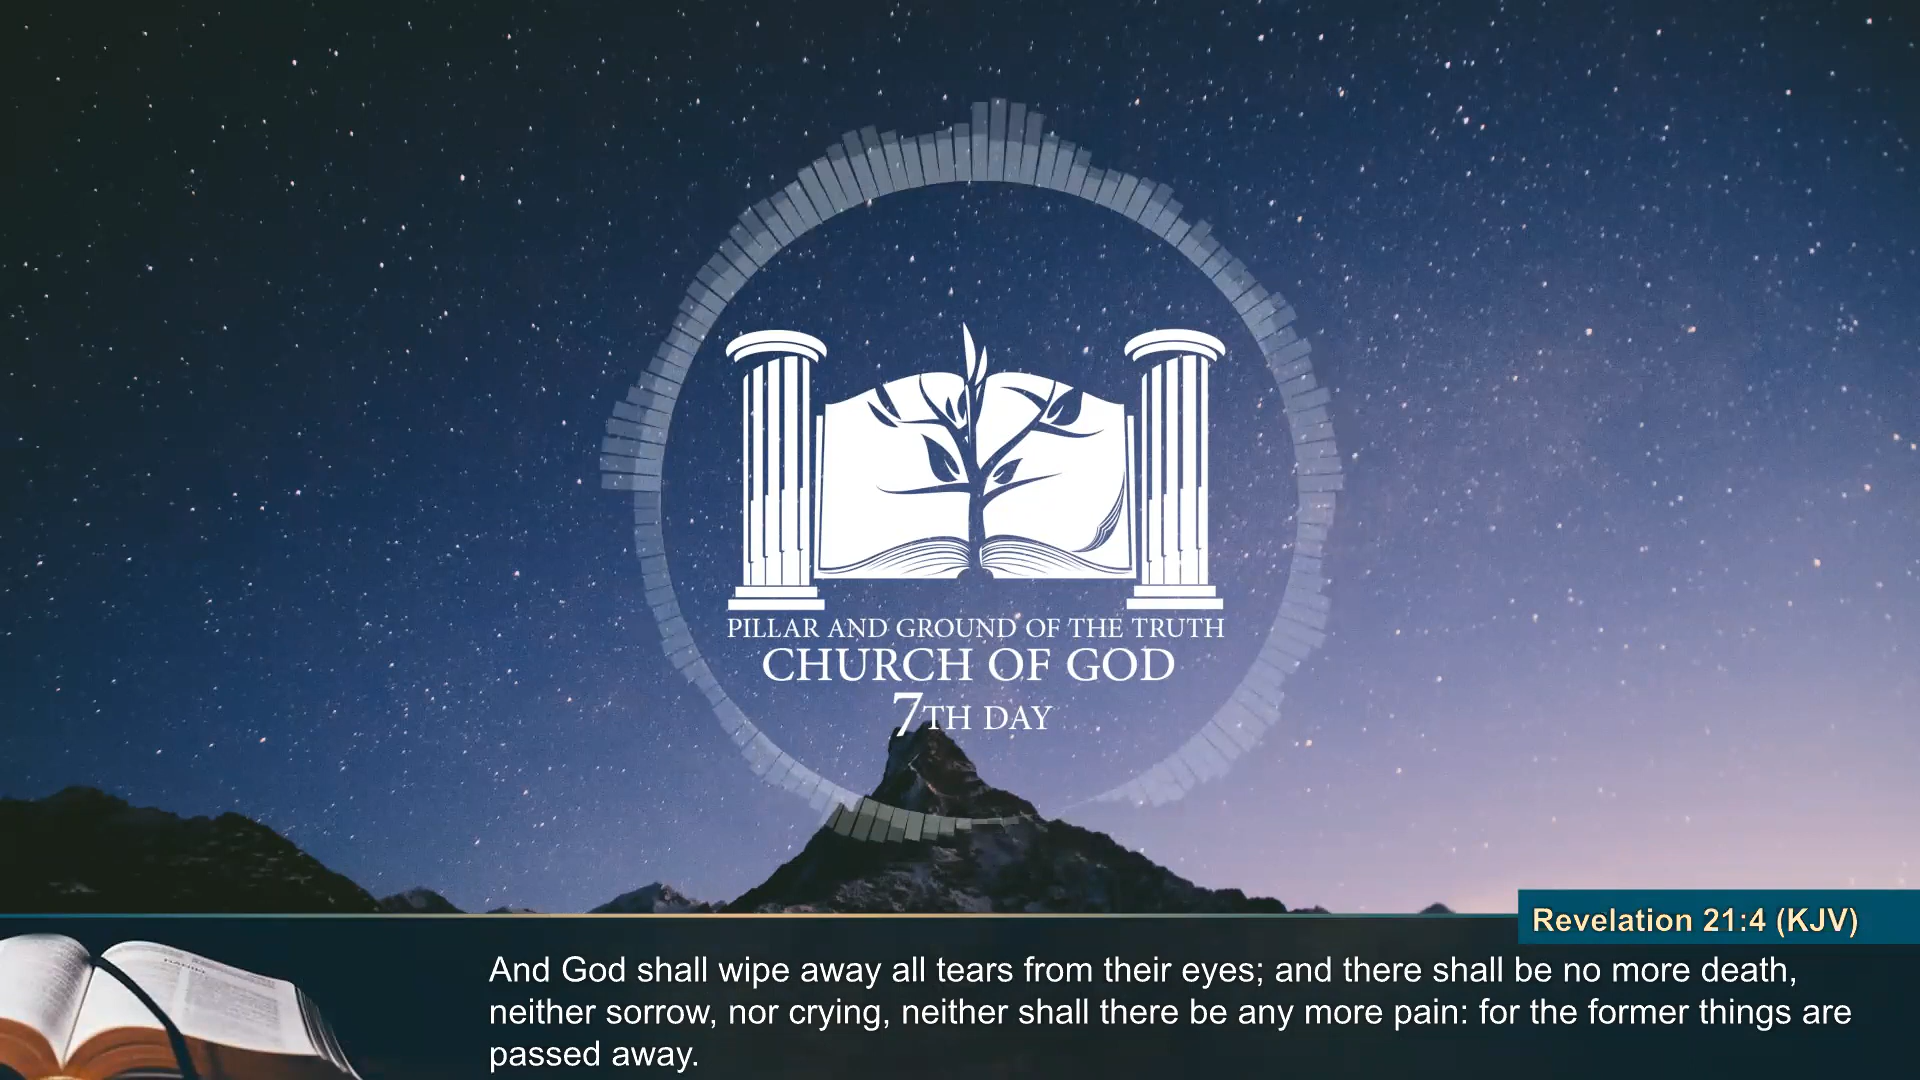 PILLAR AND GROUND OF THE TRUTH
CHURCH OF GOD
7TH DAY
Revelation 21:4 (KJV)
And God shall wipe away all tears from their eyes; and there shall be no more death,
neither sorrow, nor crying, neither shall there be any more pain: for the former things are
passed away.
DANIEL